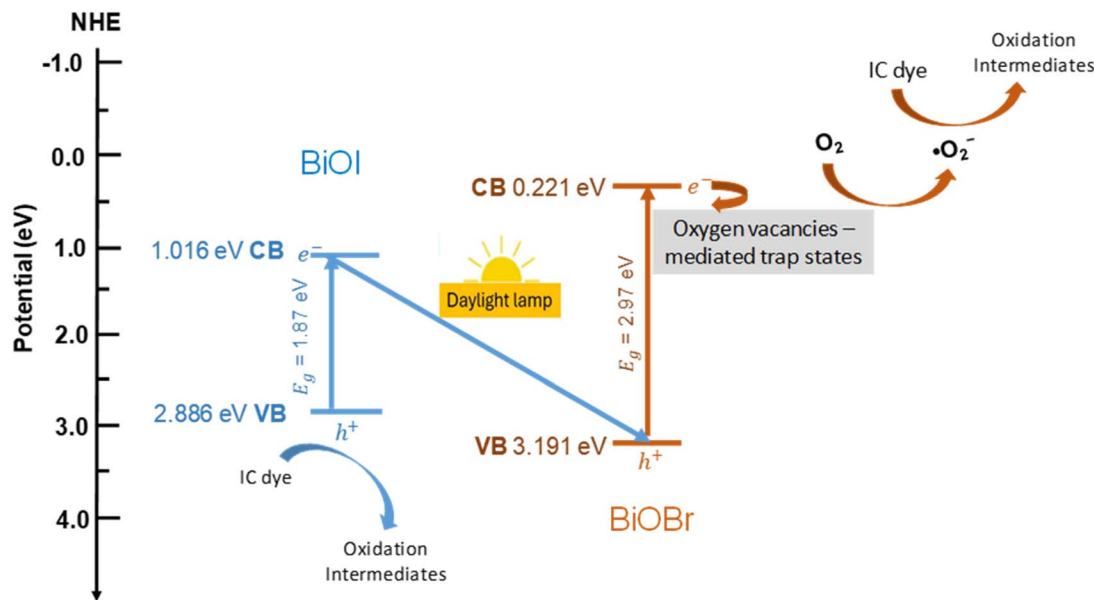 NHE
Potential (eV)
-1.0
0.0
1.0
2.0
3.0
4.0
BiOI
1.016 eV CB
e⁻
E_g = 1.87 eV
2.886 eV VB
h⁺
IC dye
Oxidation
Intermediates
Daylight lamp
CB 0.221 eV
e⁻
Oxygen vacancies –
mediated trap states
E_g = 2.97 eV
VB 3.191 eV
h⁺
BiOBr
IC dye
Oxidation
Intermediates
O₂
•O₂⁻